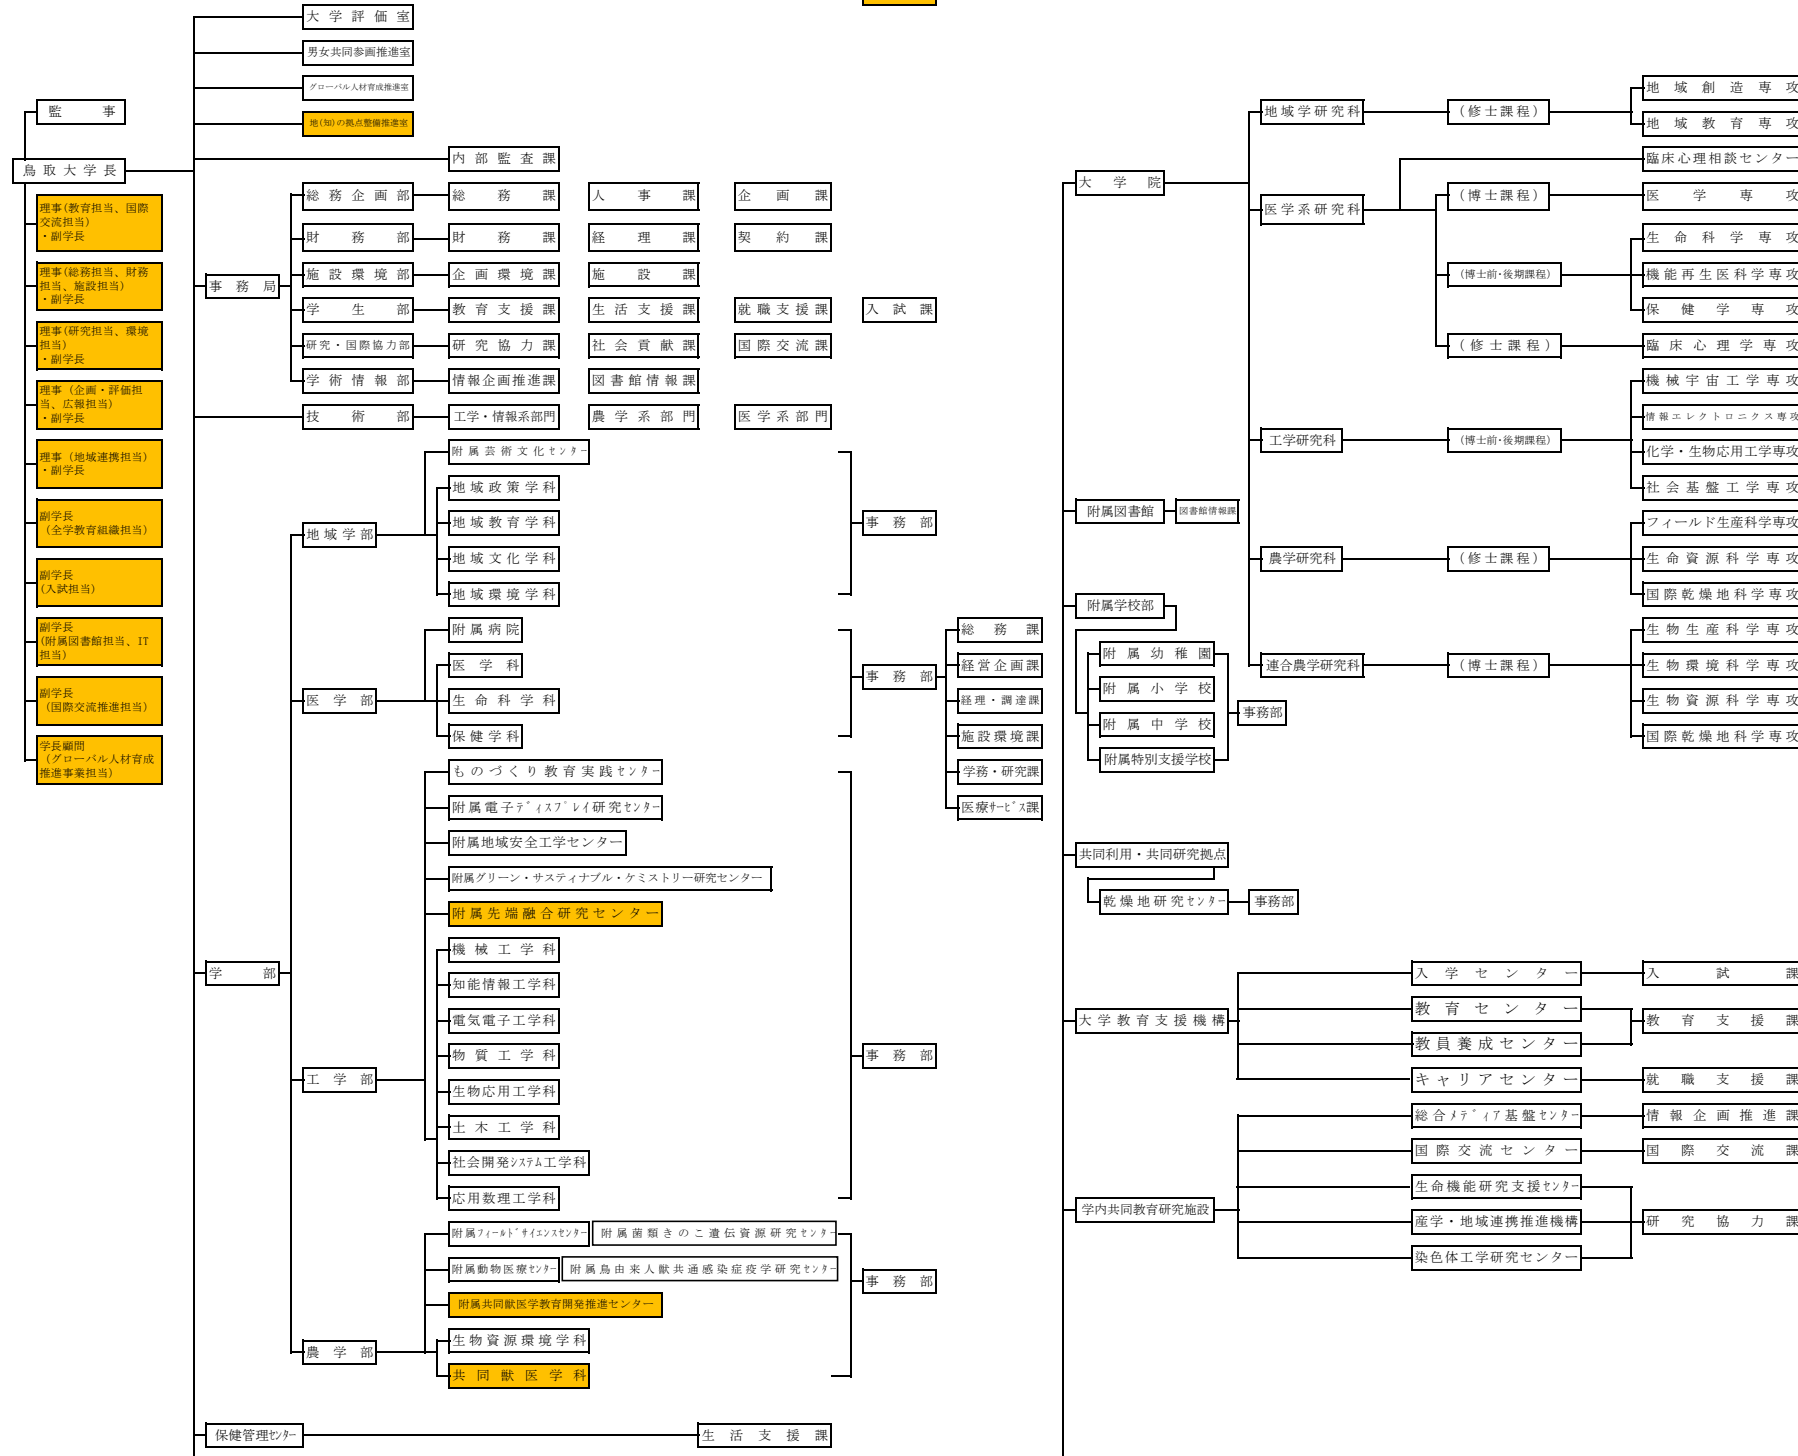 大学評価室
男女共同参画推進室
グローバル人材育成推進室
地(知)の拠点整備推進室
監事
鳥取大学長
理事(教育担当、国際
交流担当)
・副学長
理事(総務担当、財務
担当、施設担当)
・副学長
理事(研究担当、環境
担当)
・副学長
理事（企画・評価担
当、広報担当)
・副学長
理事（地域連携担当)
・副学長
副学長
（全学教育組織担当）
副学長
(入試担当)
副学長
(附属図書館担当、IT
担当)
副学長
（国際交流推進担当）
学長顧問
（グローバル人材育成
推進事業担当）
内部監査課
事務局
総務企画部 総務課 人事課 企画課
財務部 財務課 経理課 契約課
施設環境部 企画環境課 施設課
学生部 教育支援課 生活支援課 就職支援課 入試課
研究・国際協力部 研究協力課 社会貢献課 国際交流課
学術情報部 情報企画推進課 図書館情報課
技術部 工学・情報系部門 農学系部門 医学系部門
学部
地域学部
附属芸術文化センター
地域政策学科
地域教育学科
地域文化学科
地域環境学科
事務部
医学部
附属病院
医学科
生命科学科
保健学科
事務部
総務課
経営企画課
経理・調達課
施設環境課
学務・研究課
医療サービス課
工学部
ものづくり教育実践センター
附属電子ディスプレイ研究センター
附属地域安全工学センター
附属グリーン・サスティナブル・ケミストリー研究センター
附属先端融合研究センター
機械工学科
知能情報工学科
電気電子工学科
物質工学科
生物応用工学科
土木工学科
社会開発システム工学科
応用数理工学科
事務部
農学部
附属フィールドサイエンスセンター 附属菌類きのこ遺伝資源研究センター
附属動物医療センター 附属鳥由来人獣共通感染症疫学研究センター
附属共同獣医学教育開発推進センター
生物資源環境学科
共同獣医学科
事務部
保健管理センター 生活支援課
大学院
地域学研究科 （修士課程）
地域創造専攻
地域教育専攻
医学系研究科
臨床心理相談センター
（博士課程） 医学専攻
(博士前・後期課程)
生命科学専攻
機能再生医科学専攻
保健学専攻
（修士課程） 臨床心理学専攻
工学研究科 (博士前・後期課程)
機械宇宙工学専攻
情報エレクトロニクス専攻
化学・生物応用工学専攻
社会基盤工学専攻
農学研究科 （修士課程）
フィールド生産科学専攻
生命資源科学専攻
国際乾燥地科学専攻
連合農学研究科 （博士課程）
生物生産科学専攻
生物環境科学専攻
生物資源科学専攻
国際乾燥地科学専攻
附属図書館 図書館情報課
附属学校部
附属幼稚園
附属小学校
附属中学校
附属特別支援学校
事務部
共同利用・共同研究拠点
乾燥地研究センター 事務部
大学教育支援機構
入学センター 入試課
教育センター
教員養成センター
教育支援課
キャリアセンター 就職支援課
学内共同教育研究施設
総合メディア基盤センター 情報企画推進課
国際交流センター 国際交流課
生命機能研究支援センター
産学・地域連携推進機構
染色体工学研究センター
研究協力課